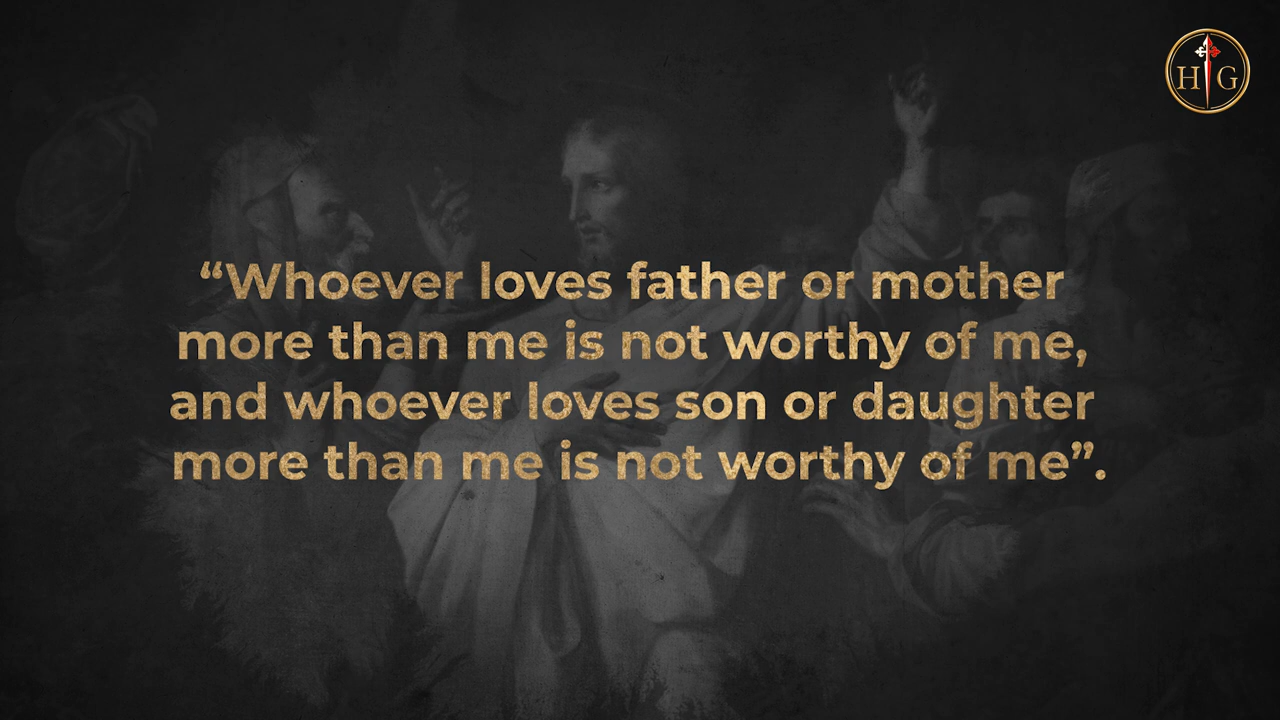 H G
“Whoever loves father or mother
more than me is not worthy of me,
and whoever loves son or daughter
more than me is not worthy of me”.